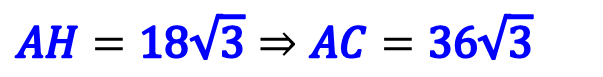 AH = 18√3 ⇒ AC = 36√3